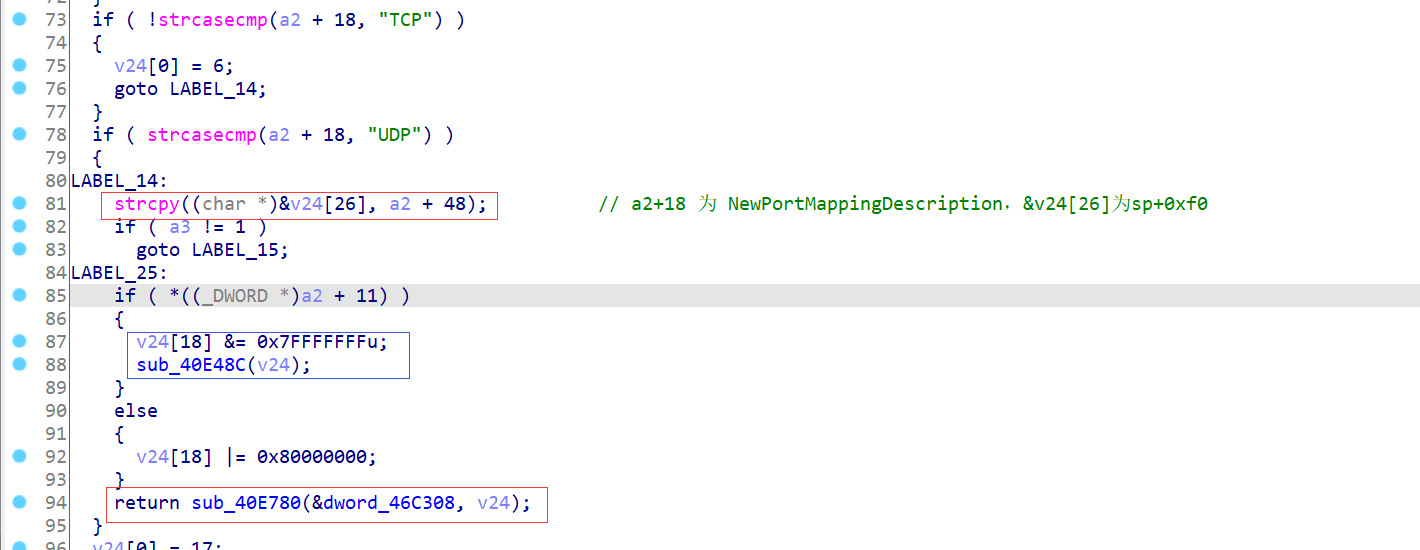 73 if ( !strcasecmp(a2 + 18, "TCP") )
74 {
75 v24[0] = 6;
76 goto LABEL_14;
77 }
78 if ( strcasecmp(a2 + 18, "UDP") )
79 {
80 LABEL_14:
81 strcpy((char *)&v24[26], a2 + 48); // a2+18 为 NewPortMappingDescription. &v24[26]为sp+0xf0
82 if ( a3 != 1 )
83 goto LABEL_15;
84 LABEL_25:
85 if ( *((_DWORD *)a2 + 11) )
86 {
87 v24[18] &= 0x7FFFFFFFu;
88 sub_40E48C(v24);
89 }
90 else
91 {
92 v24[18] |= 0x80000000;
93 }
94 return sub_40E780(&dword_46C308, v24);
95 }
96 v24[0] = 17;